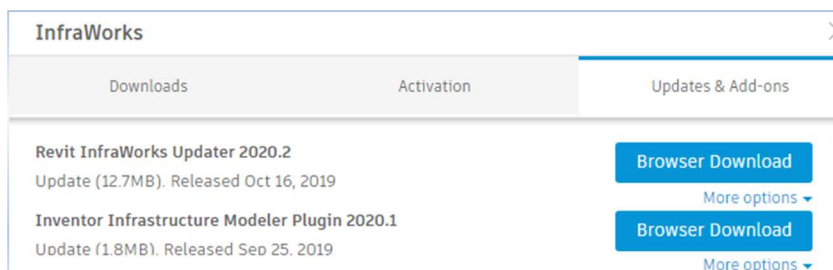 InfraWorks
Downloads Activation Updates & Add-ons
Revit InfraWorks Updater 2020.2
Browser Download
Update (12.7MB). Released Oct 16, 2019
More options
Inventor Infrastructure Modeler Plugin 2020.1
Browser Download
Update (1.8MB). Released Sep 25, 2019
More options